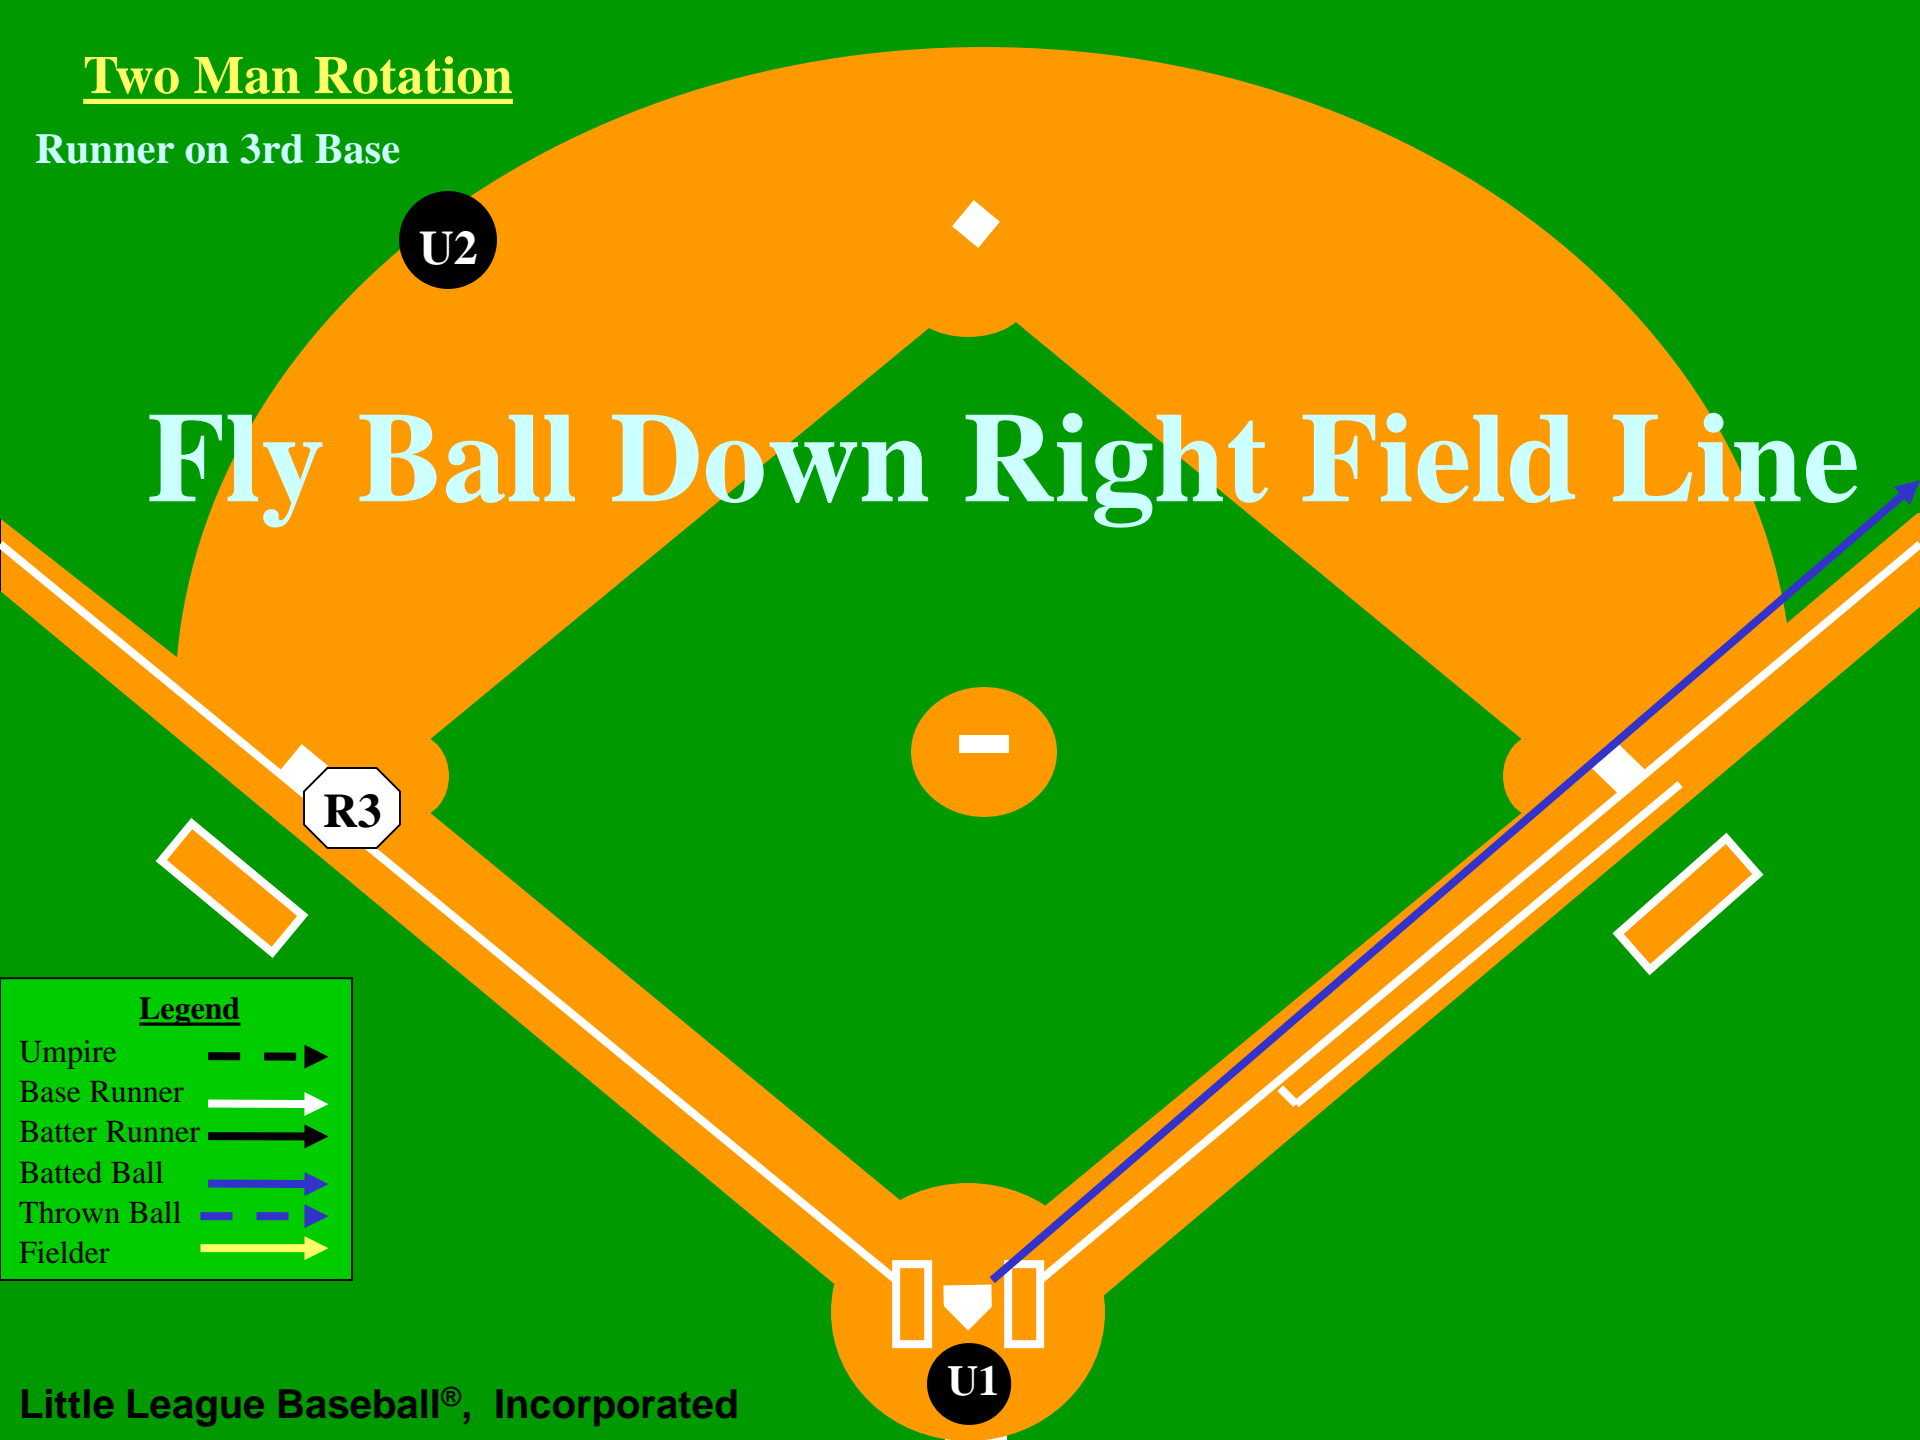 Two Man Rotation
Runner on 3rd Base
U2
Fly Ball Down Right Field Line
R3
Legend
Umpire
Base Runner
Batter Runner
Batted Ball
Thrown Ball
Fielder
U1
Little League Baseball®, Incorporated